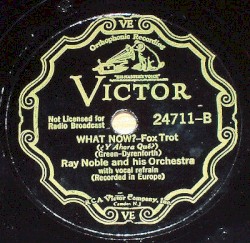 VE
Orthophonic Recording
"HIS MASTER'S VOICE"
VICTOR
Not Licensed for
Radio Broadcast
24711-B
WHAT NOW?—Fox Trot
(¿Y Ahora Qué?)
(Green-Dyrenforth)
Ray Noble and his Orchestra
with vocal refrain
(Recorded in Europe)
RCA Victor Company, Inc.
Camden, N.J.
VE